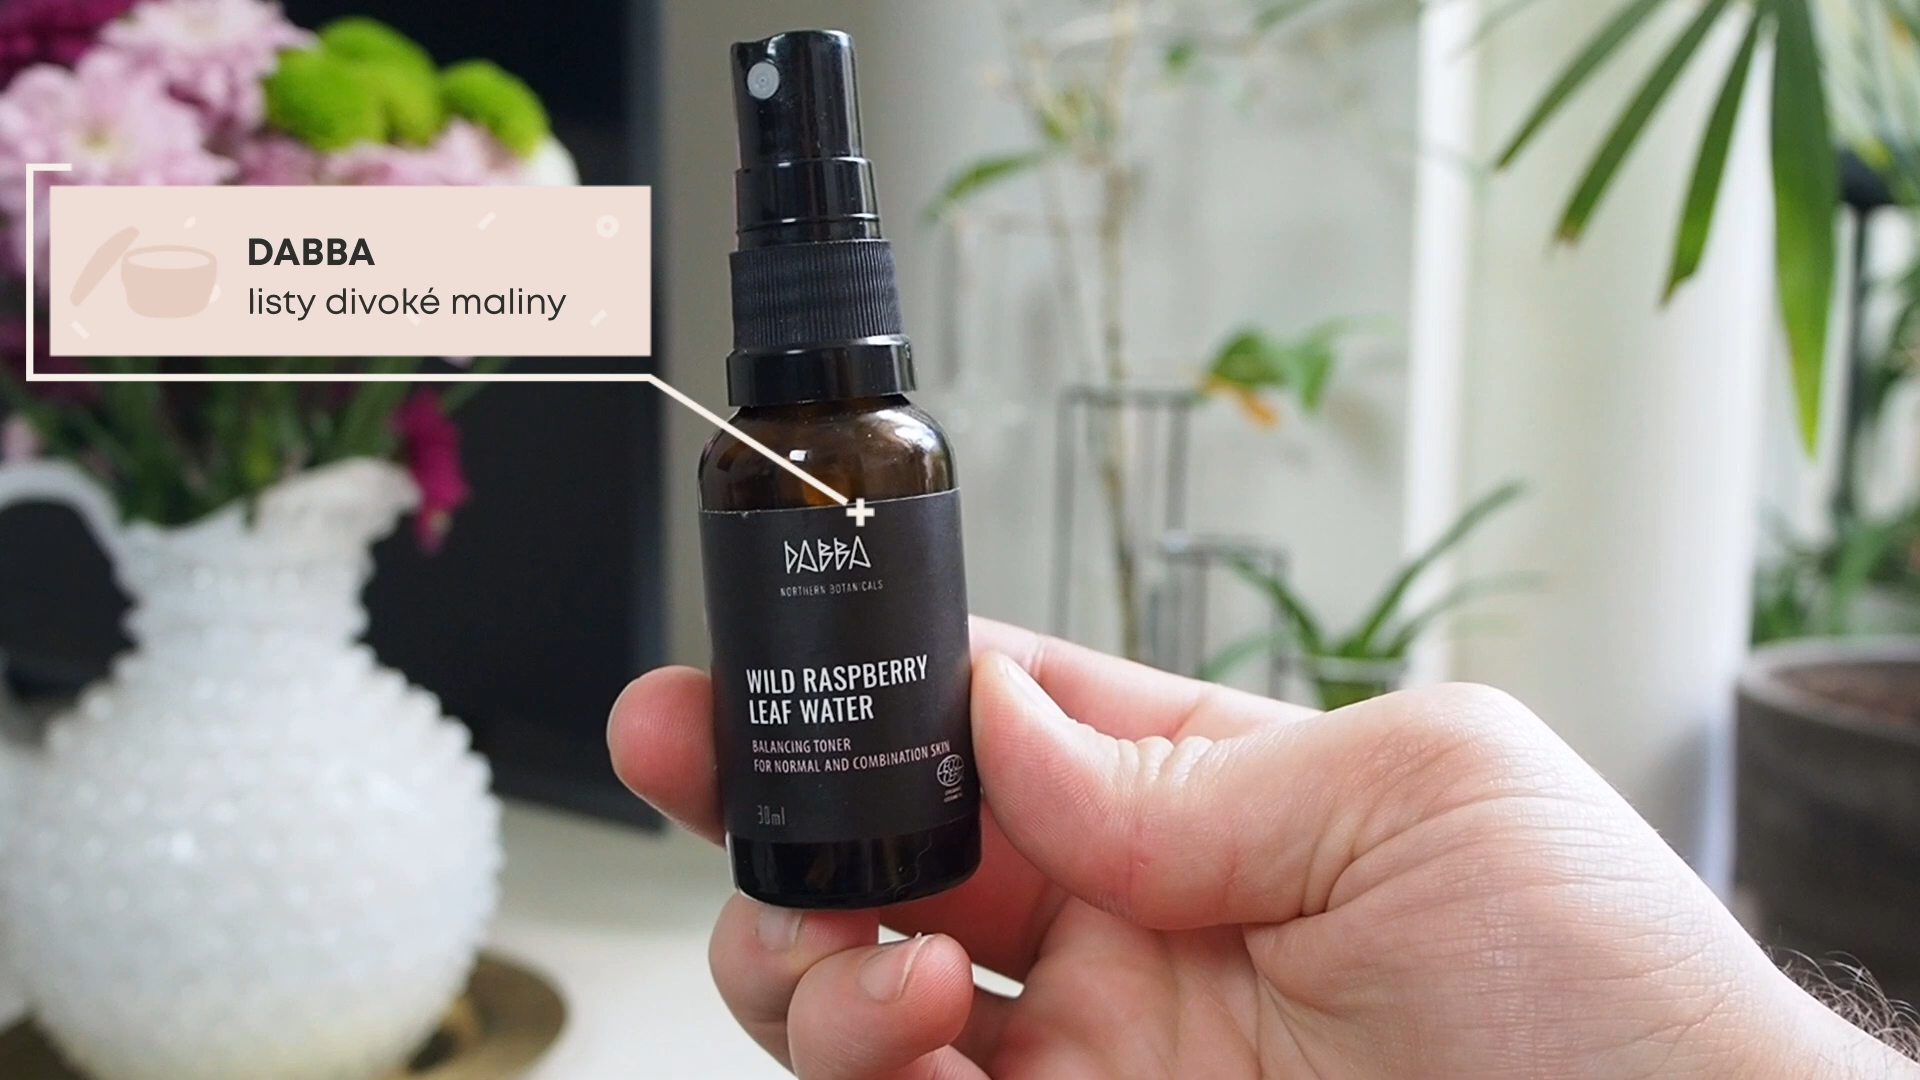 DABBA
listy divoké maliny
DABBA
NORTHERN BOTANICALS
WILD RASPBERRY
LEAF WATER
BALANCING TONER
FOR NORMAL AND COMBINATION SKIN
30ml